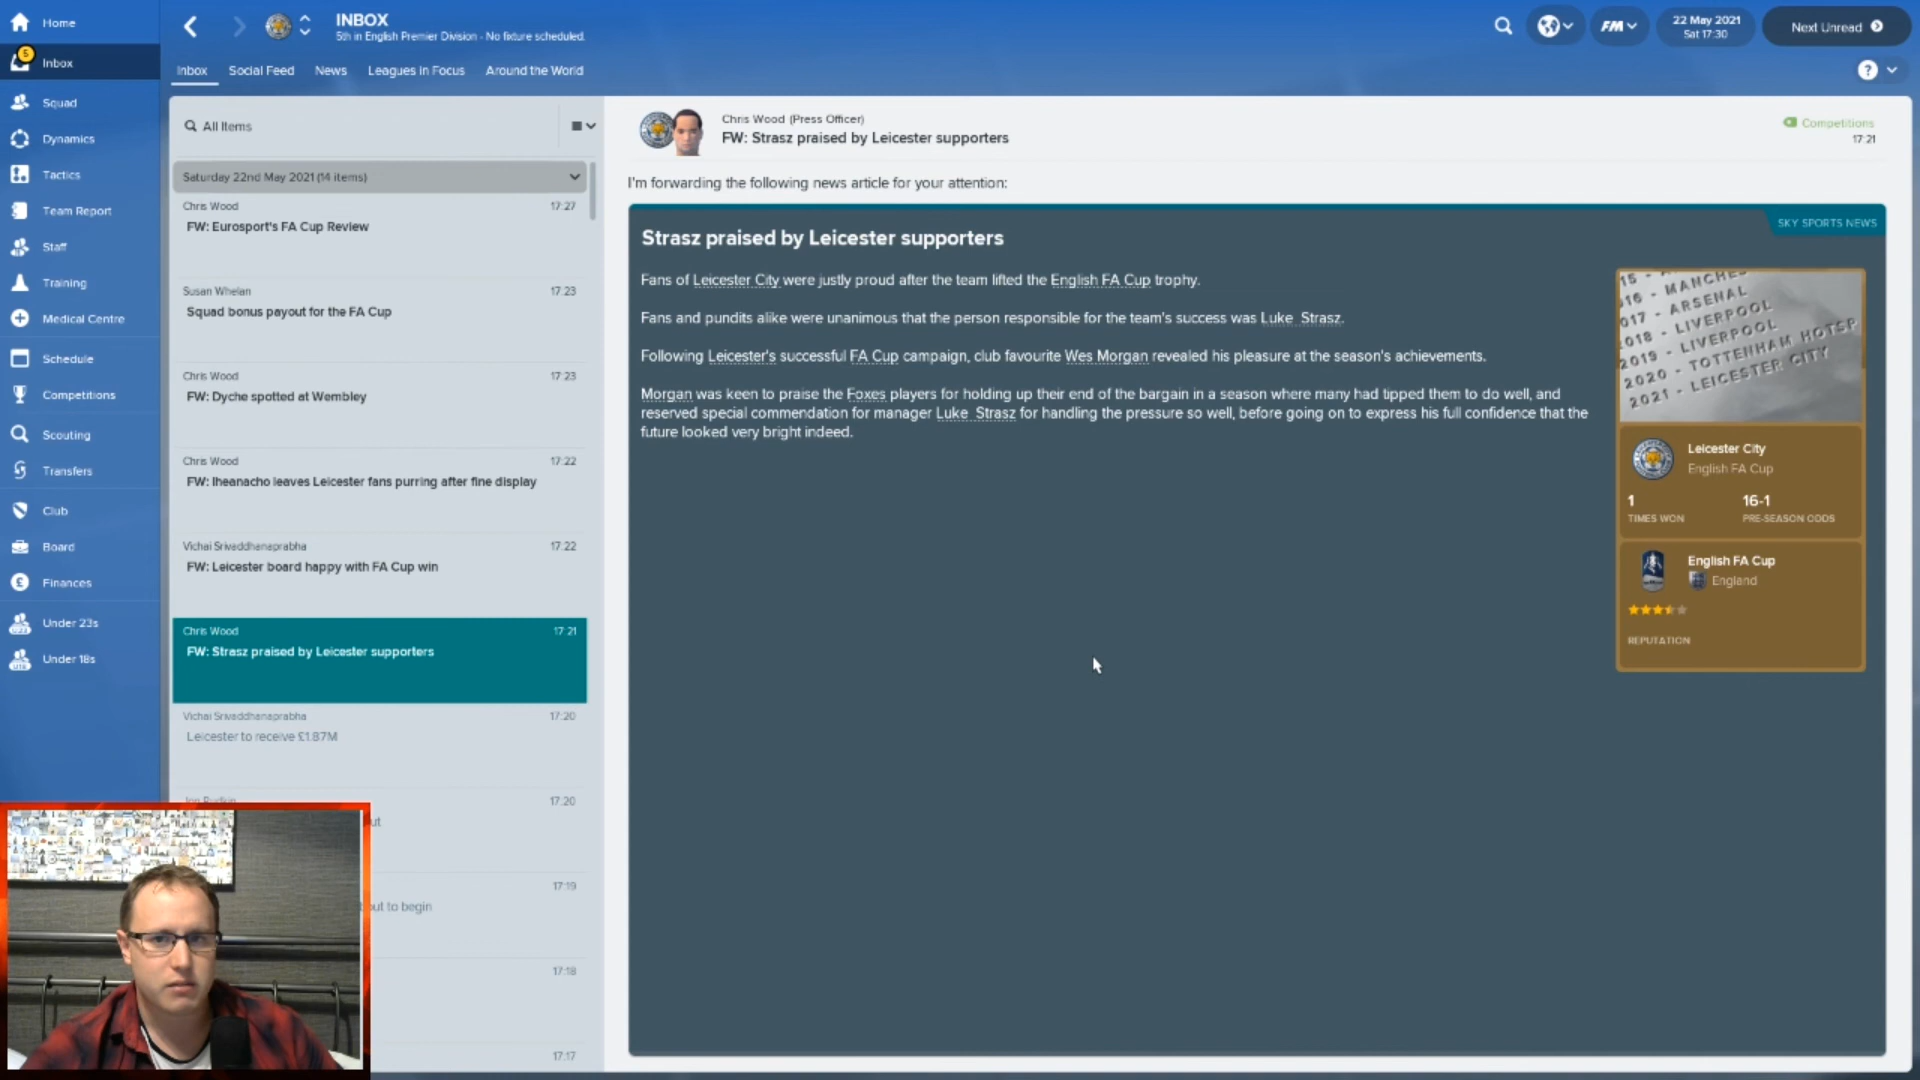 Home
5
Inbox
Squad
Dynamics
Tactics
Team Report
Staff
Training
Medical Centre
Schedule
Competitions
Scouting
Transfers
Club
Board
Finances
Under 23s
Under 18s
INBOX
5th in English Premier Division - No fixture scheduled.
FM
22 May 2021
Sat 17:30
Next Unread
Inbox
Social Feed
News
Leagues in Focus
Around the World
?
All Items
Saturday 22nd May 2021 (14 items)
Chris Wood 17:27
FW: Eurosport's FA Cup Review
Susan Whelan 17:23
Squad bonus payout for the FA Cup
Chris Wood 17:23
FW: Dyche spotted at Wembley
Chris Wood 17:22
FW: Iheanacho leaves Leicester fans purring after fine display
Vichai Srivaddhanaprabha 17:22
FW: Leicester board happy with FA Cup win
Chris Wood 17:21
FW: Strasz praised by Leicester supporters
Vichai Srivaddhanaprabha 17:20
Leicester to receive £1.87M
Jon Rudkin 17:20
ut
17:19
out to begin
17:18
17:17
Chris Wood (Press Officer)
FW: Strasz praised by Leicester supporters
Competitions
17:21
I'm forwarding the following news article for your attention:
SKY SPORTS NEWS
Strasz praised by Leicester supporters
Fans of Leicester City were justly proud after the team lifted the English FA Cup trophy.
Fans and pundits alike were unanimous that the person responsible for the team's success was Luke Strasz.
Following Leicester's successful FA Cup campaign, club favourite Wes Morgan revealed his pleasure at the season's achievements.
Morgan was keen to praise the Foxes players for holding up their end of the bargain in a season where many had tipped them to do well, and
reserved special commendation for manager Luke Strasz for handling the pressure so well, before going on to express his full confidence that the
future looked very bright indeed.
15 - A
016 - MANCHES
017 - ARSENAL
2018 - LIVERPOOL
2019 - LIVERPOOL
2020 - TOTTENHAM HOTSP
2021 - LEICESTER CITY
Leicester City
English FA Cup
1
TIMES WON
16-1
PRE-SEASON ODDS
English FA Cup
England
REPUTATION